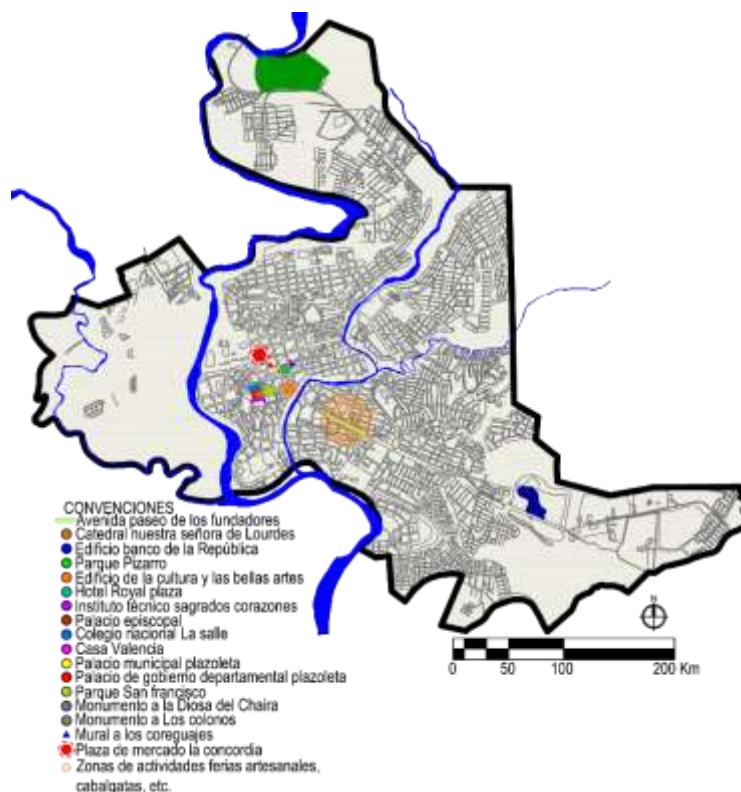 CONVENCIONES
Avenida paseo de los fundadores
Catedral nuestra señora de Lourdes
Edificio banco de la República
Parque Pizarro
Edificio de la cultura y las bellas artes
Hotel Royal plaza
Instituto técnico sagrados corazones
Palacio episcopal
Colegio nacional La salle
Casa Valencia
Palacio municipal plazoleta
Palacio de gobierno departamental plazoleta
Parque San francisco
Monumento a la Diosa del Chaira
Monumento a Los colonos
Mural a los coreguajes
Plaza de mercado la concordia
Zonas de actividades ferias artesanales,
cabalgatas, etc.
N
0 50 100 200 Km